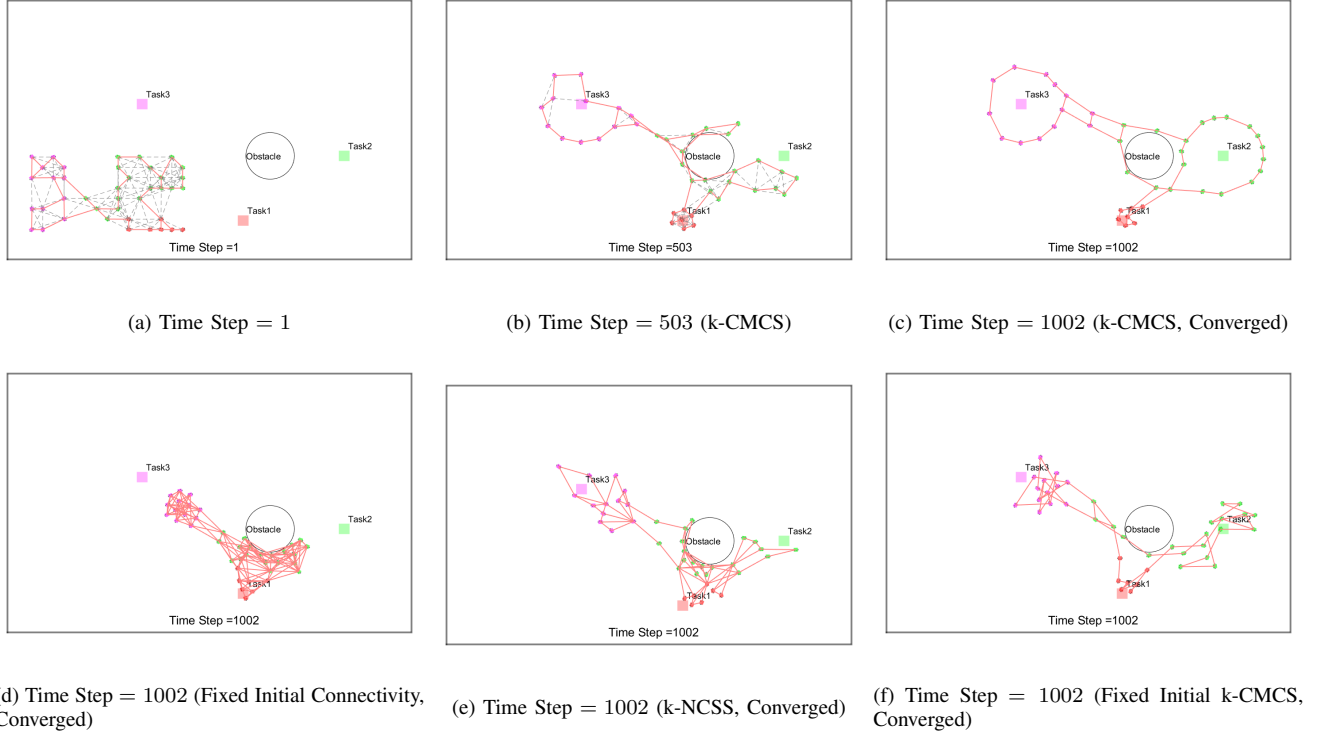 Task3
Obstacle
Task2
Task1
Time Step =1
Task3
Obstacle
Task2
Task1
Time Step =503
Task3
Obstacle
Task2
Task1
Time Step =1002
(a) Time Step = 1
(b) Time Step = 503 (k-CMCS)
(c) Time Step = 1002 (k-CMCS, Converged)
Task3
Obstacle
Task2
Task1
Time Step =1002
Task3
Obstacle
Task2
Task1
Time Step =1002
Task3
Obstacle
Task2
Task1
Time Step =1002
d) Time Step = 1002 (Fixed Initial Connectivity,
Converged)
(e) Time Step = 1002 (k-NCSS, Converged)
(f) Time Step = 1002 (Fixed Initial k-CMCS,
Converged)